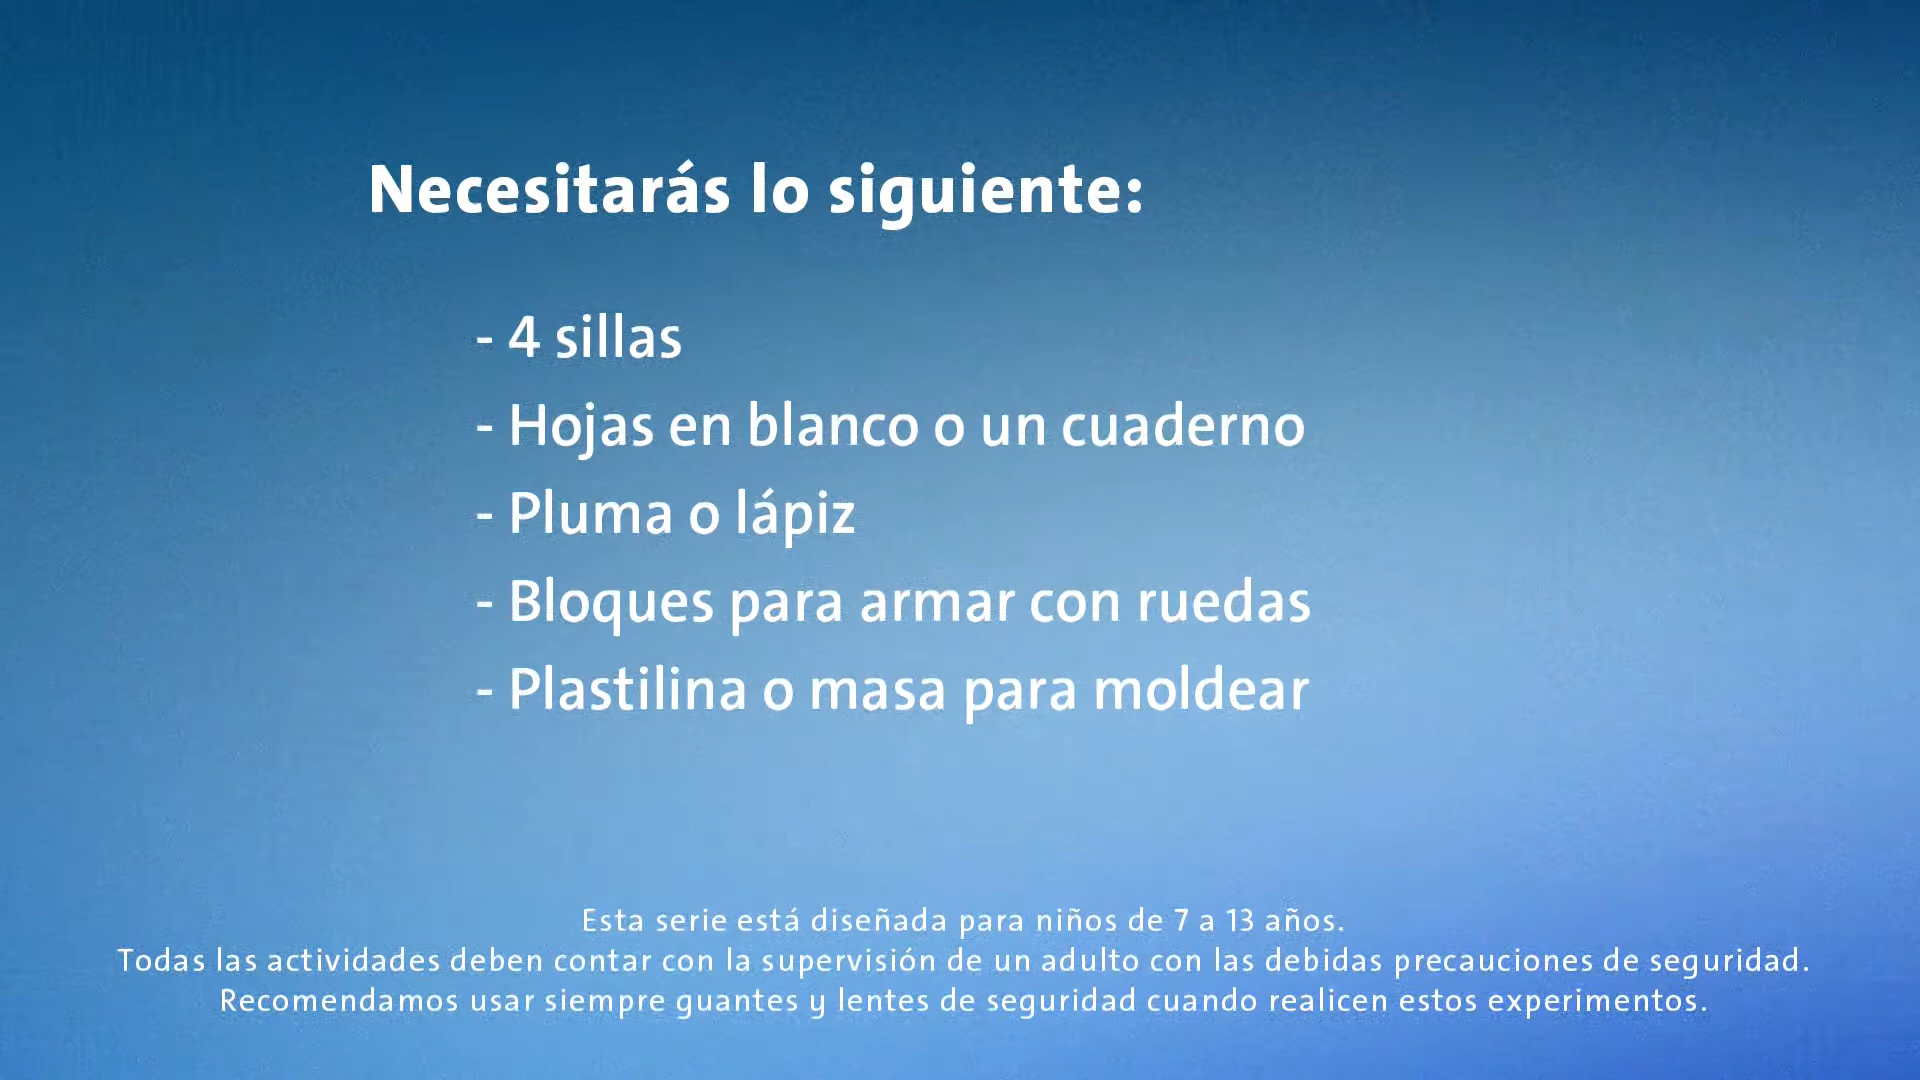 Necesitarás lo siguiente:
- 4 sillas
- Hojas en blanco o un cuaderno
- Pluma o lápiz
- Bloques para armar con ruedas
- Plastilina o masa para moldear
Esta serie está diseñada para niños de 7 a 13 años.
Todas las actividades deben contar con la supervisión de un adulto con las debidas precauciones de seguridad.
Recomendamos usar siempre guantes y lentes de seguridad cuando realicen estos experimentos.